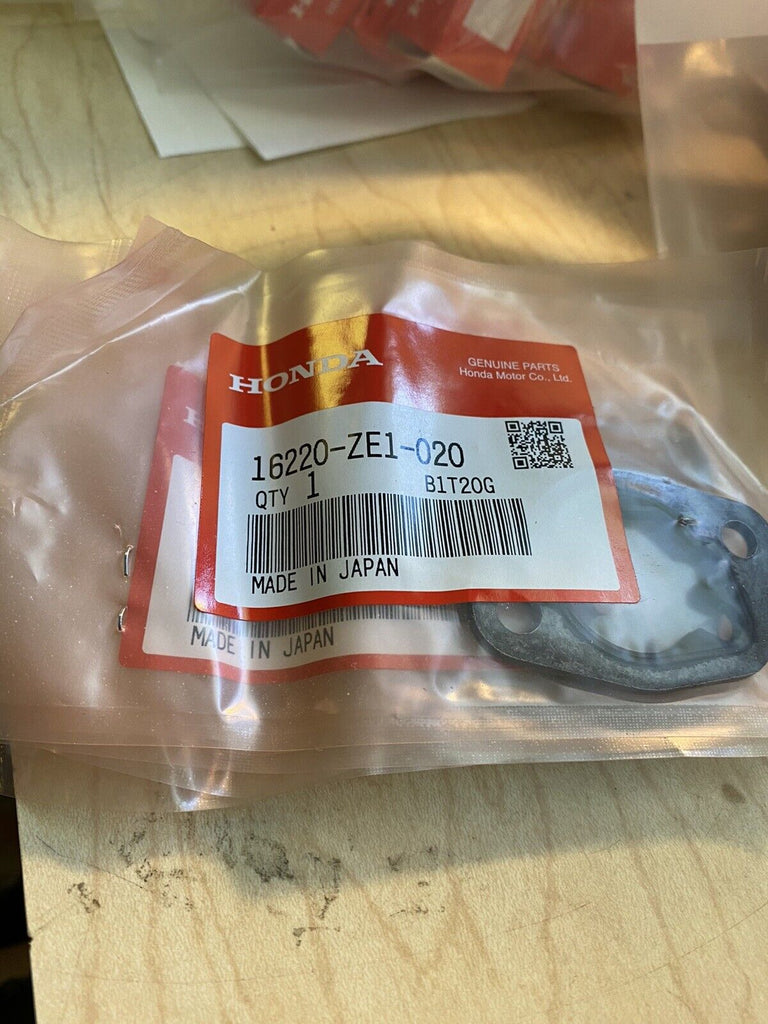 HONDA
GENUINE PARTS
Honda Motor Co., Ltd.
16220-ZE1-020
QTY 1 B1T20G
MADE IN JAPAN
MADE IN JAPAN